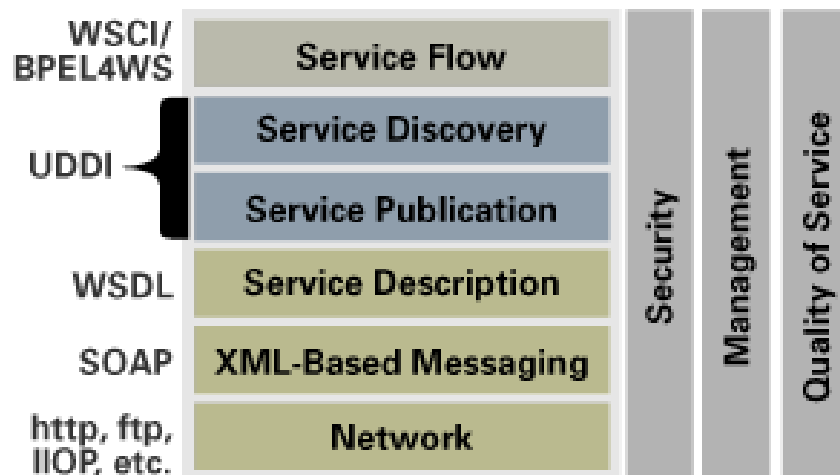 WSCI/
BPEL4WS
Service Flow
UDDI
Service Discovery
Service Publication
WSDL
Service Description
SOAP
XML-Based Messaging
http, ftp,
IIOP, etc.
Network
Security
Management
Quality of Service